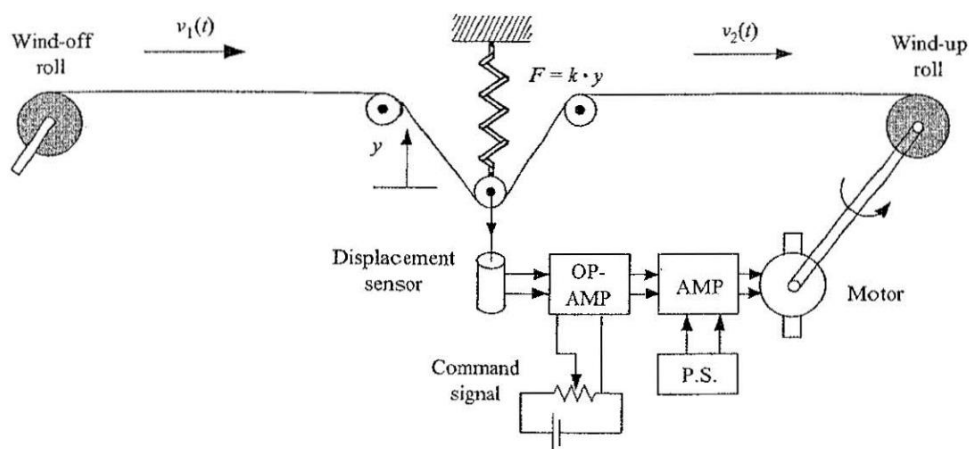 Wind-off
roll
v₁(t)
F = k • y
v₂(t)
Wind-up
roll
y
Displacement
sensor
OP-
AMP
AMP
Motor
Command
signal
P.S.